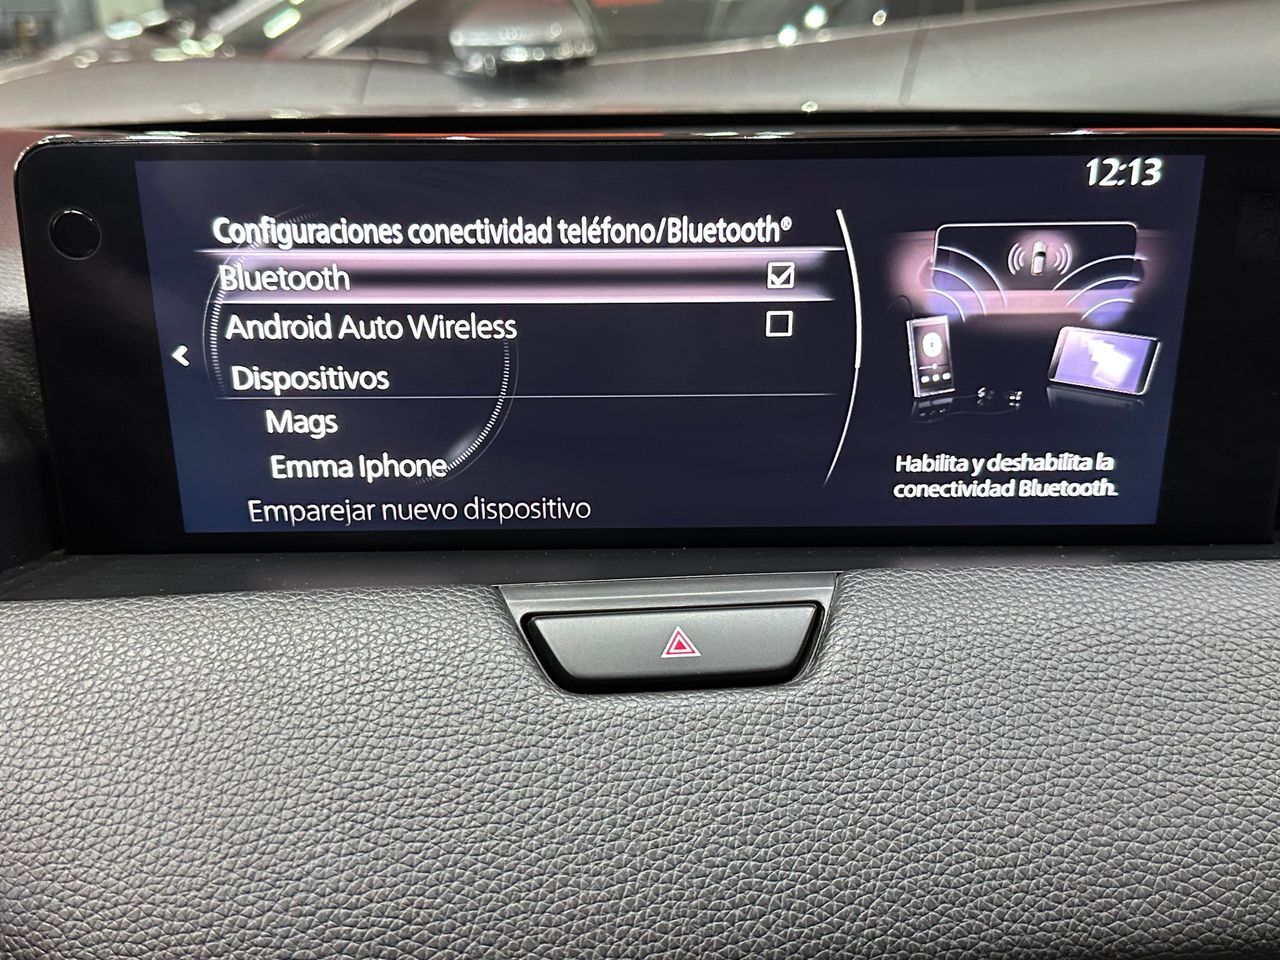 12:13
Configuraciones conectividad teléfono/Bluetooth®
Bluetooth
Android Auto Wireless
Dispositivos
Mags
Emma Iphone
Emparejar nuevo dispositivo
Habilita y deshabilita la
conectividad Bluetooth.